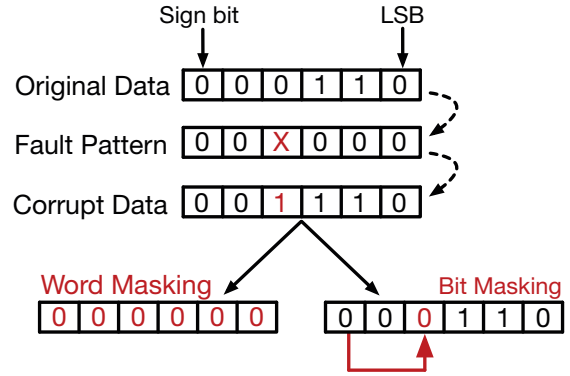 Sign bit LSB
Original Data 0 0 0 1 1 0
Fault Pattern 0 0 X 0 0 0
Corrupt Data 0 0 1 1 1 0
Word Masking Bit Masking
0 0 0 0 0 0 0 0 0 1 1 0